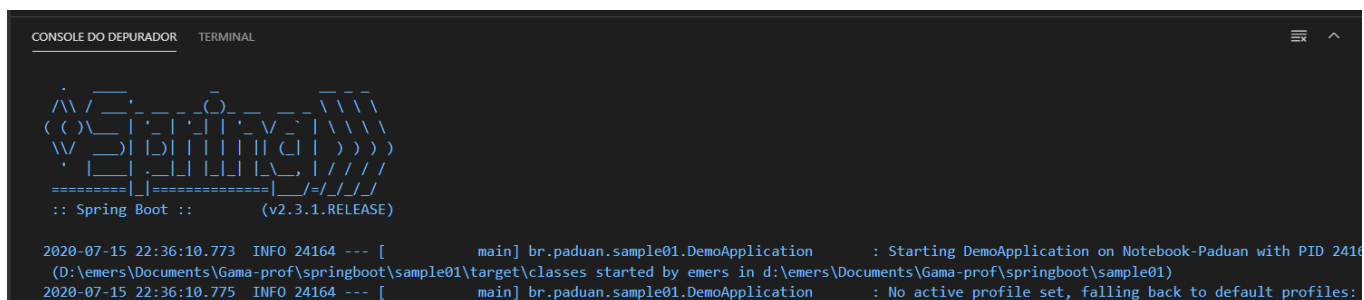 CONSOLE DO DEPURADOR TERMINAL
  .   ____          _            __ _ _
 /\\ / ___'_ __ _ _(_)_ __  __ _ \ \ \ \
( ( )\___ | '_ | '_| | '_ \/ _` | \ \ \ \
 \\/  ___)| |_)| | | | | || (_| |  ) ) ) )
  '  |____| .__|_| |_|_| |_\__, | / / / /
 =========|_|==============|___/=/_/_/_/
 :: Spring Boot ::        (v2.3.1.RELEASE)
2020-07-15 22:36:10.773  INFO 24164 --- [           main] br.paduan.sample01.DemoApplication       : Starting DemoApplication on Notebook-Paduan with PID 2416
(D:\emers\Documents\Gama-prof\springboot\sample01\target\classes started by emers in d:\emers\Documents\Gama-prof\springboot\sample01)
2020-07-15 22:36:10.775  INFO 24164 --- [           main] br.paduan.sample01.DemoApplication       : No active profile set, falling back to default profiles: